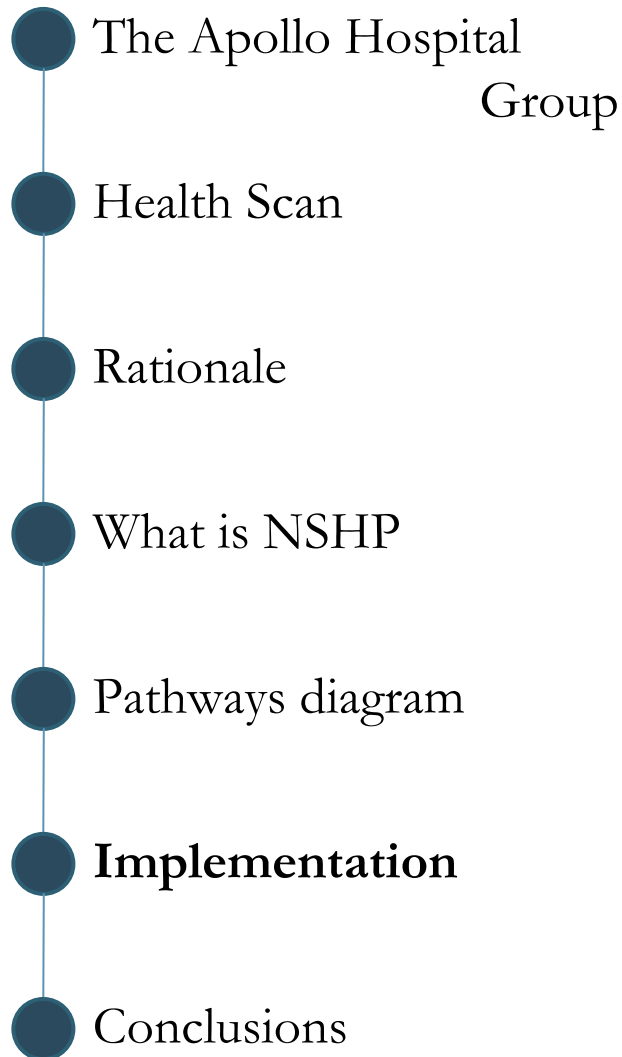 The Apollo Hospital
Group
Health Scan
Rationale
What is NSHP
Pathways diagram
Implementation
Conclusions